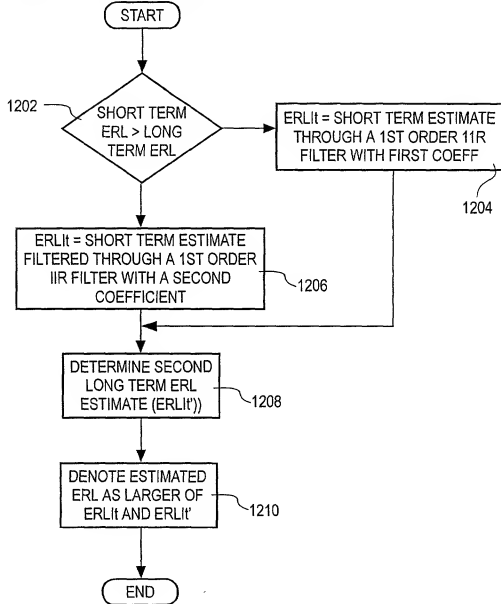 START
1202
SHORT TERM
ERL > LONG
TERM ERL
ERLlt = SHORT TERM ESTIMATE
THROUGH A 1ST ORDER 11R
FILTER WITH FIRST COEFF
1204
ERLlt = SHORT TERM ESTIMATE
FILTERED THROUGH A 1ST ORDER
IIR FILTER WITH A SECOND
COEFFICIENT
1206
DETERMINE SECOND
LONG TERM ERL
ESTIMATE (ERLlt'))
1208
DENOTE ESTIMATED
ERL AS LARGER OF
ERLlt AND ERLlt'
1210
END